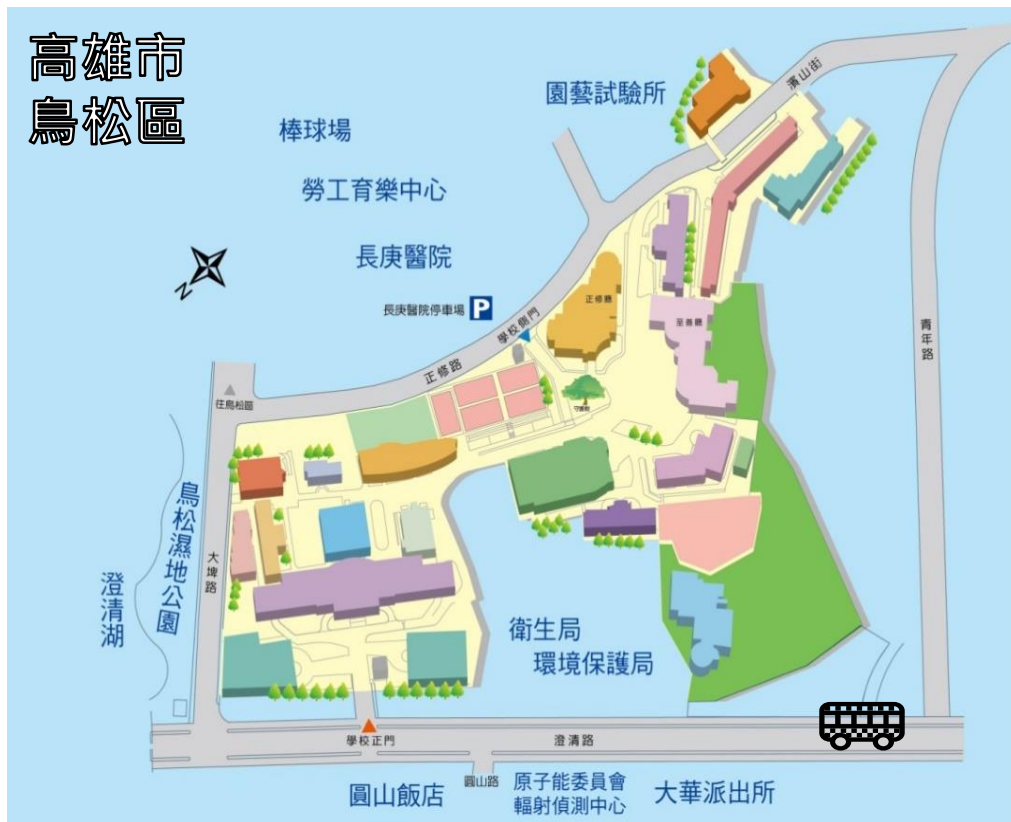 高雄市
鳥松區
園藝試驗所
濱山街
棒球場
勞工育樂中心
長庚醫院
長庚醫院停車場 P
N
正修廳
至善廳
學校側門
正修路
青年路
往鳥松區
鳥松濕地公園
大埤路
澄清湖
衛生局
環境保護局
學校正門
澄清路
圓山路
圓山飯店
原子能委員會
輻射偵測中心
大華派出所